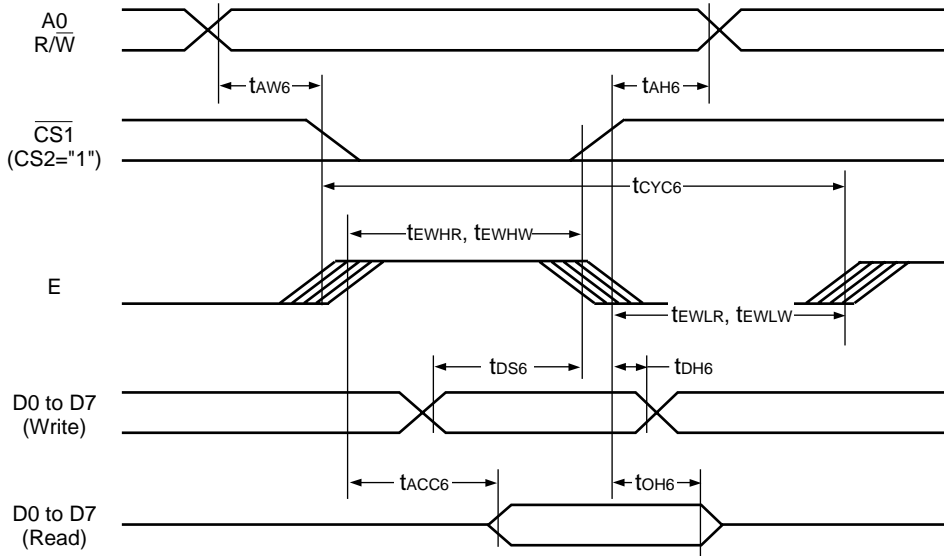 A0
R/W̅
tAW6
tAH6
C̅S̅1̅
(CS2="1")
tCYC6
tEWHR, tEWHW
E
tEWLR, tEWLW
tDS6
tDH6
D0 to D7
(Write)
tACC6
tOH6
D0 to D7
(Read)